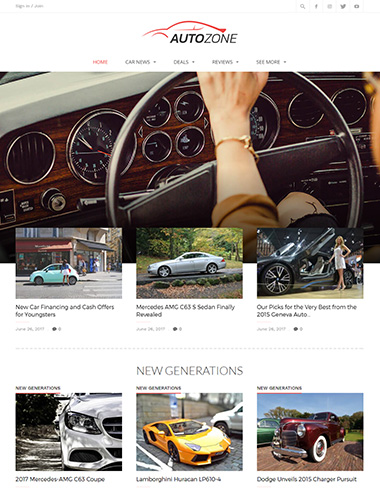 Sign in / Join
AUTOZONE
HOME
CAR NEWS
DEALS
REVIEWS
SEE MORE
New Car Financing and Cash Offers
for Youngsters
June 26, 2017
0
Mercedes AMG C63 S Sedan Finally
Revealed
June 26, 2017
0
Our Picks for the Very Best from the
2015 Geneva Auto...
June 26, 2017
0
NEW GENERATIONS
NEW GENERATIONS
2017 Mercedes-AMG C63 Coupe
NEW GENERATIONS
Lamborghini Huracan LP610-4
NEW GENERATIONS
Dodge Unveils 2015 Charger Pursuit